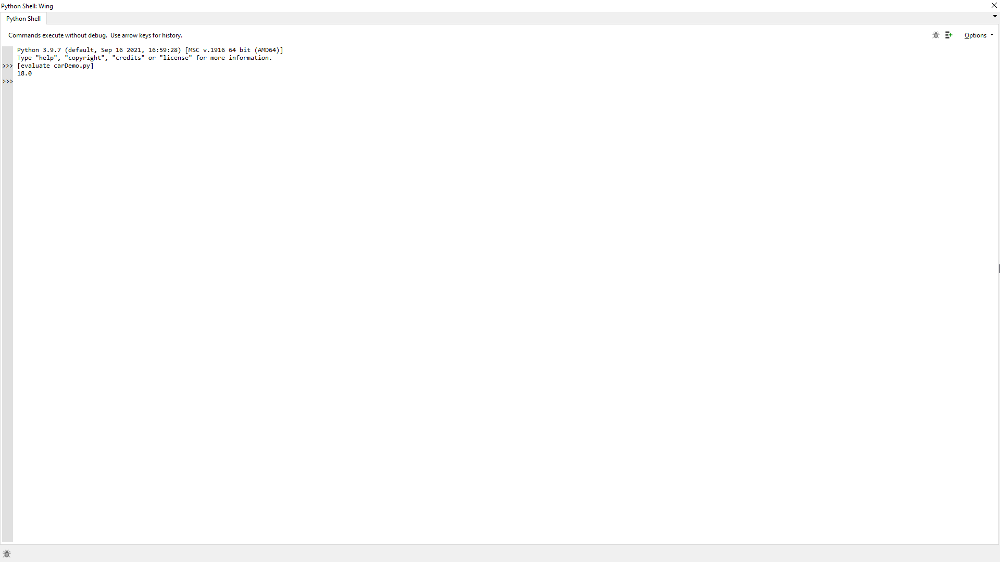 Python Shell: Wing
Python Shell
Commands execute without debug.  Use arrow keys for history.
Options
Python 3.9.7 (default, Sep 16 2021, 16:59:28) [MSC v.1916 64 bit (AMD64)]
Type "help", "copyright", "credits" or "license" for more information.
>>> [evaluate carDemo.py]
18.0
>>>